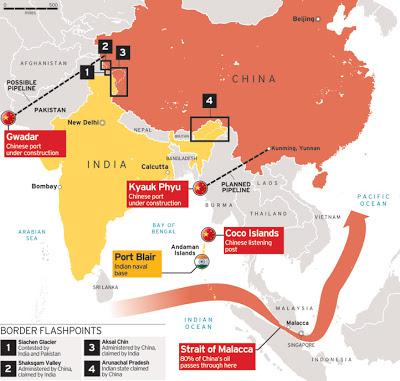 0 500
miles
Beijing
AFGHANISTAN
2
3
1
POSSIBLE
PIPELINE
CHINA
PAKISTAN
4
Gwadar
Chinese port
under construction
New Delhi
NEPAL
BHUTAN
INDIA
BANGLADESH
Calcutta
Kunming, Yunnan
Kyauk Phyu
Chinese port
under construction
PLANNED
PIPELINE
LAOS
Bombay
BURMA
PACIFIC
OCEAN
THAILAND
VIETNAM
ARABIAN
SEA
BAY OF
BENGAL
Coco Islands
Chinese listening
post
Andaman
Islands
Port Blair
Indian naval
base
SRI LANKA
MALAYSIA
INDIAN
OCEAN
Malacca
SINGAPORE
INDONESIA
Strait of Malacca
80% of China's oil
passes through here
BORDER FLASHPOINTS
1 Siachen Glacier
Contested by
India and Pakistan
2 Shaksgam Valley
Administered by China,
claimed by India
3 Aksai Chin
Administered by China,
claimed by India
4 Arunachal Pradesh
Indian state claimed
by China